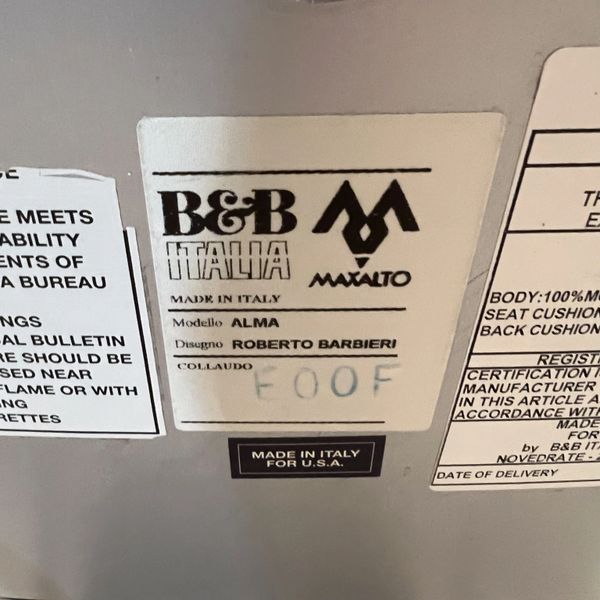 E MEETS
ABILITY
ENTS OF
A BUREAU
NGS
AL BULLETIN
RE SHOULD BE
SED NEAR
FLAME OR WITH
NG
RETTES
B&B
ITALIA
MAXALTO
MADE IN ITALY
Modello ALMA
Disegno ROBERTO BARBIERI
COLLAUDO
E00F
MADE IN ITALY
FOR U.S.A.
TH
EX
BODY:100%M
SEAT CUSHION
BACK CUSHION
REGIST
CERTIFICATION I
MANUFACTURER
IN THIS ARTICLE A
ACCORDANCE WIT
MADE
FOR
by B&B IT
NOVEDRATE -
DATE OF DELIVERY